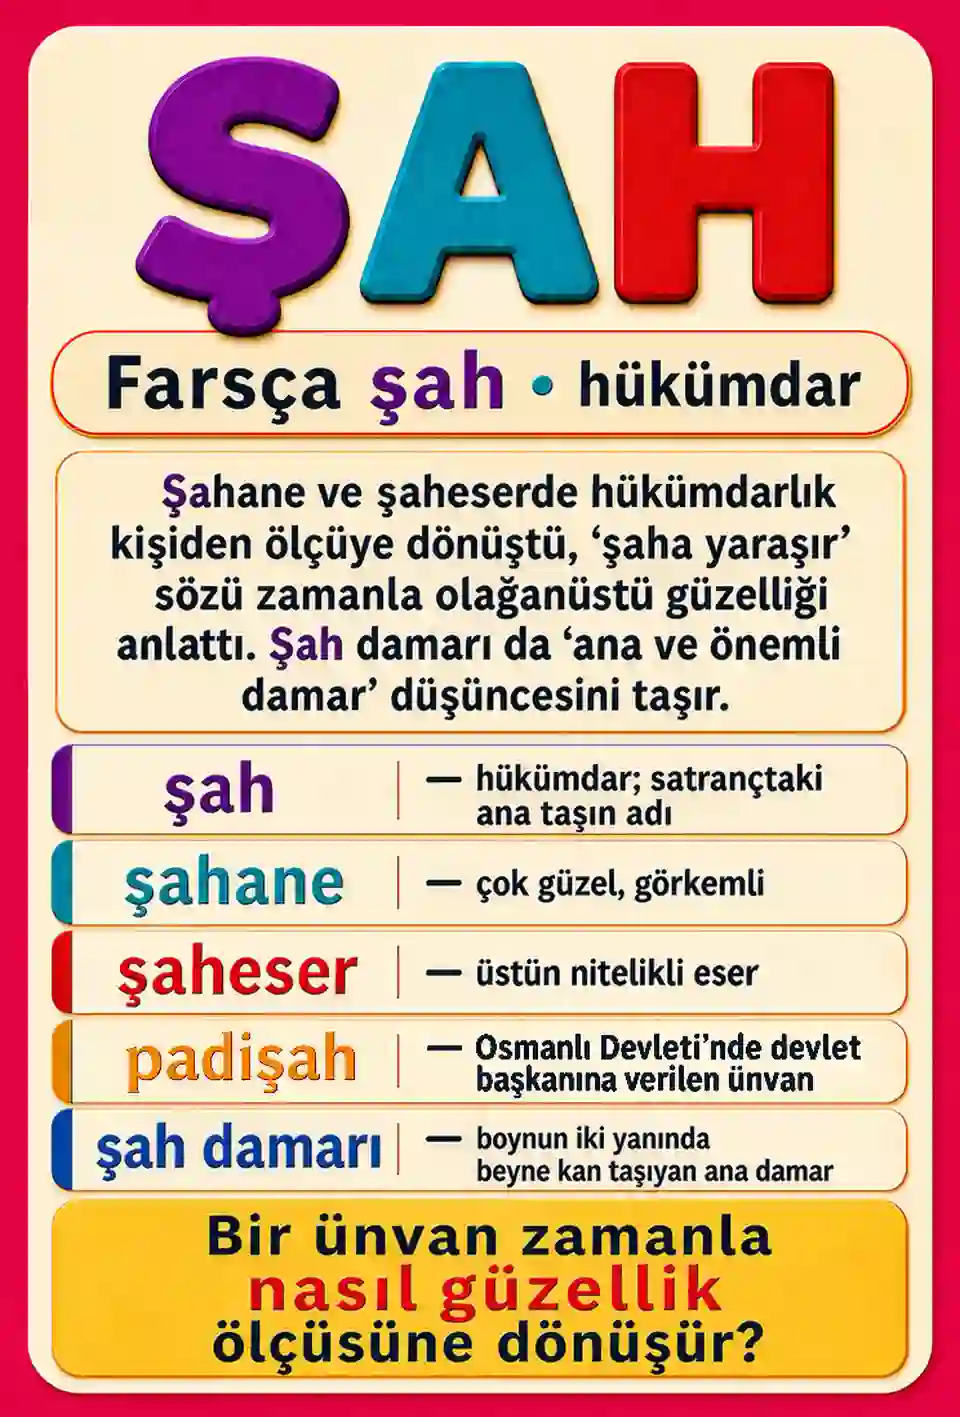 ŞAH
Farsça şah • hükümdar
Şahane ve şaheserde hükümdarlık
kişiden ölçüye dönüştü, ‘şaha yaraşır’
sözü zamanla olağanüstü güzelliği
anlattı. Şah damarı da ‘ana ve önemli
damar’ düşüncesini taşır.
şah — hükümdar; satrançtaki
ana taşın adı
şahane — çok güzel, görkemli
şaheser — üstün nitelikli eser
padişah — Osmanlı Devleti’nde devlet
başkanına verilen ünvan
şah damarı — boynun iki yanında
beyne kan taşıyan ana damar
Bir ünvan zamanla
nasıl güzellik
ölçüsüne dönüşür?